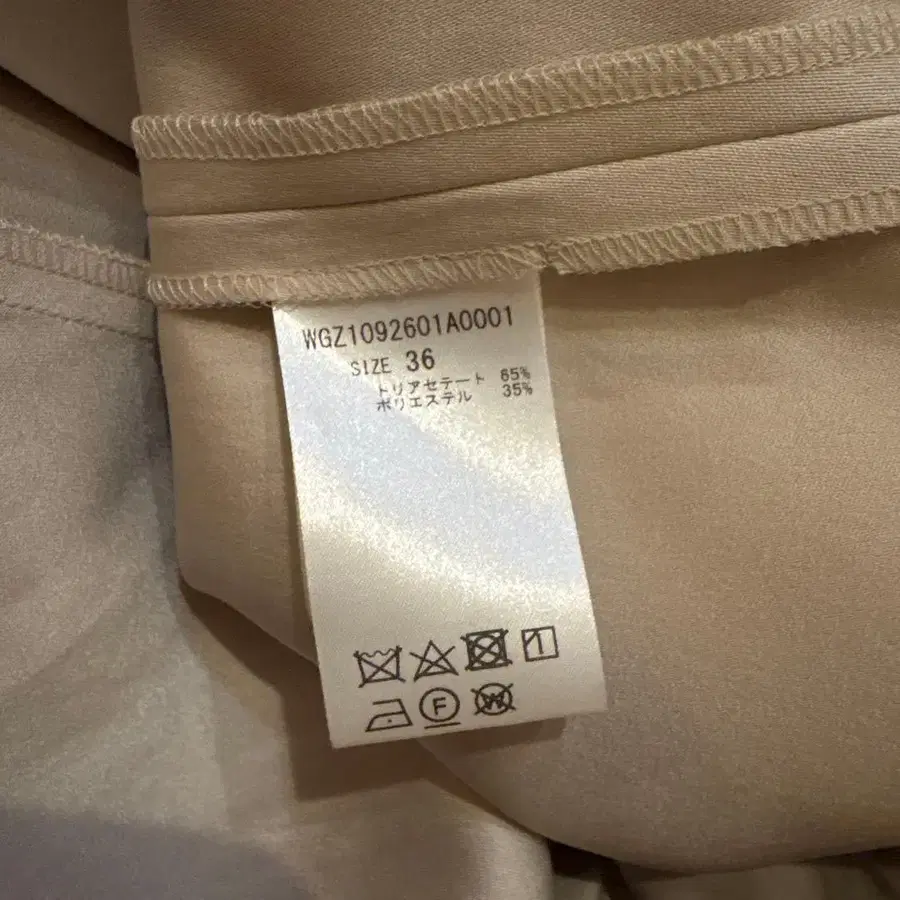 WGZ1092601A0001
SIZE 36
トリアセテート 65%
ポリエステル 35%
F
W